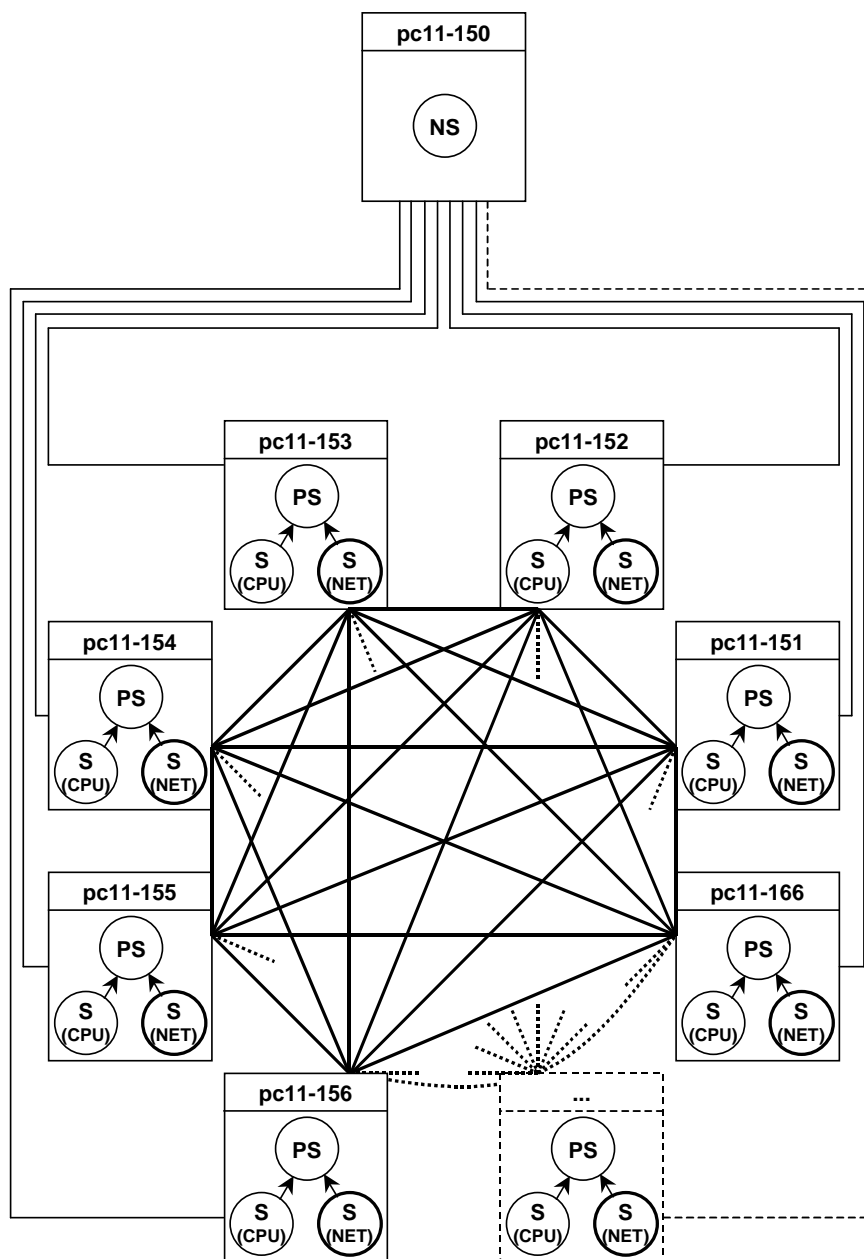 pc11-150
NS
pc11-153
PS
S
(CPU)
S
(NET)
pc11-152
PS
S
(CPU)
S
(NET)
pc11-154
PS
S
(CPU)
S
(NET)
pc11-151
PS
S
(CPU)
S
(NET)
pc11-155
PS
S
(CPU)
S
(NET)
pc11-166
PS
S
(CPU)
S
(NET)
pc11-156
PS
S
(CPU)
S
(NET)
...
PS
S
(CPU)
S
(NET)